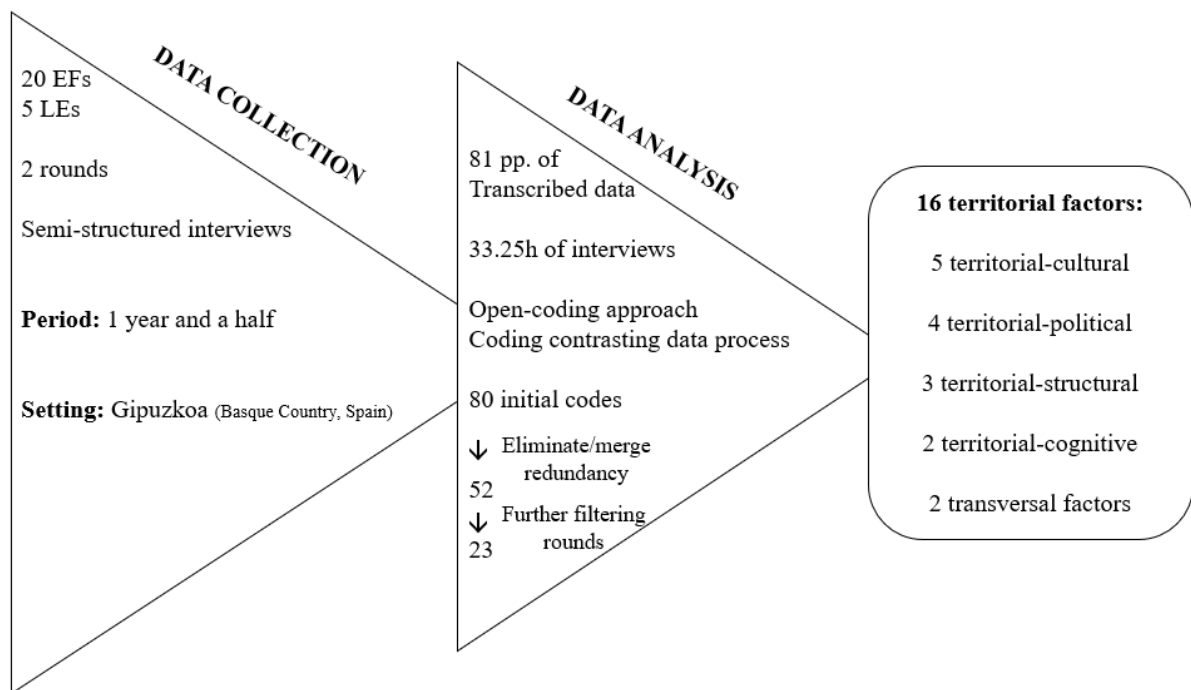 DATA COLLECTION
20 EFs
5 LEs
2 rounds
Semi-structured interviews
Period: 1 year and a half
Setting: Gipuzkoa (Basque Country, Spain)
DATA ANALYSIS
81 pp. of
Transcribed data
33.25h of interviews
Open-coding approach
Coding contrasting data process
80 initial codes
↓ Eliminate/merge
redundancy
52
↓ Further filtering
rounds
23
16 territorial factors:
5 territorial-cultural
4 territorial-political
3 territorial-structural
2 territorial-cognitive
2 transversal factors